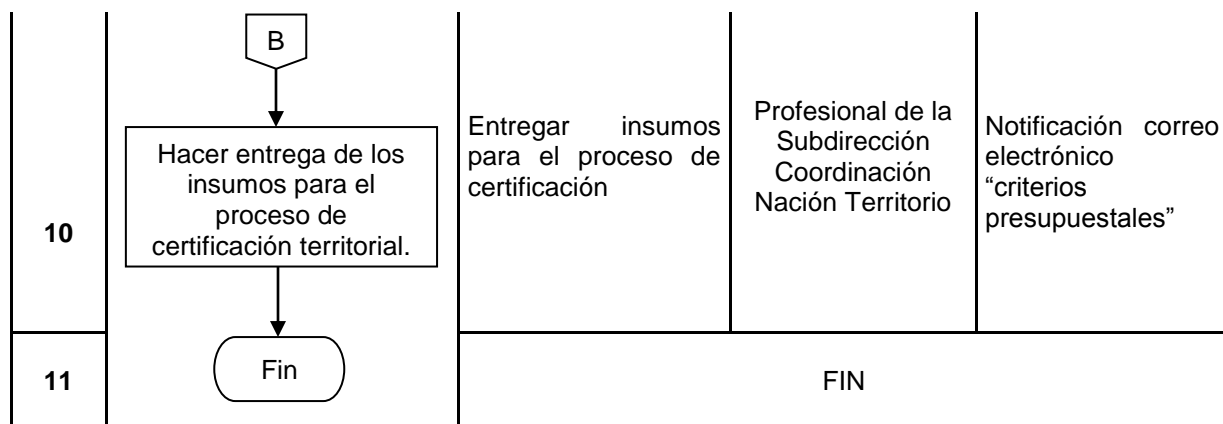 B
10
Hacer entrega de los
insumos para el
proceso de
certificación territorial.
Entregar insumos
para el proceso de
certificación
Profesional de la
Subdirección
Coordinación
Nación Territorio
Notificación correo
electrónico
“criterios
presupuestales”
11
Fin
FIN